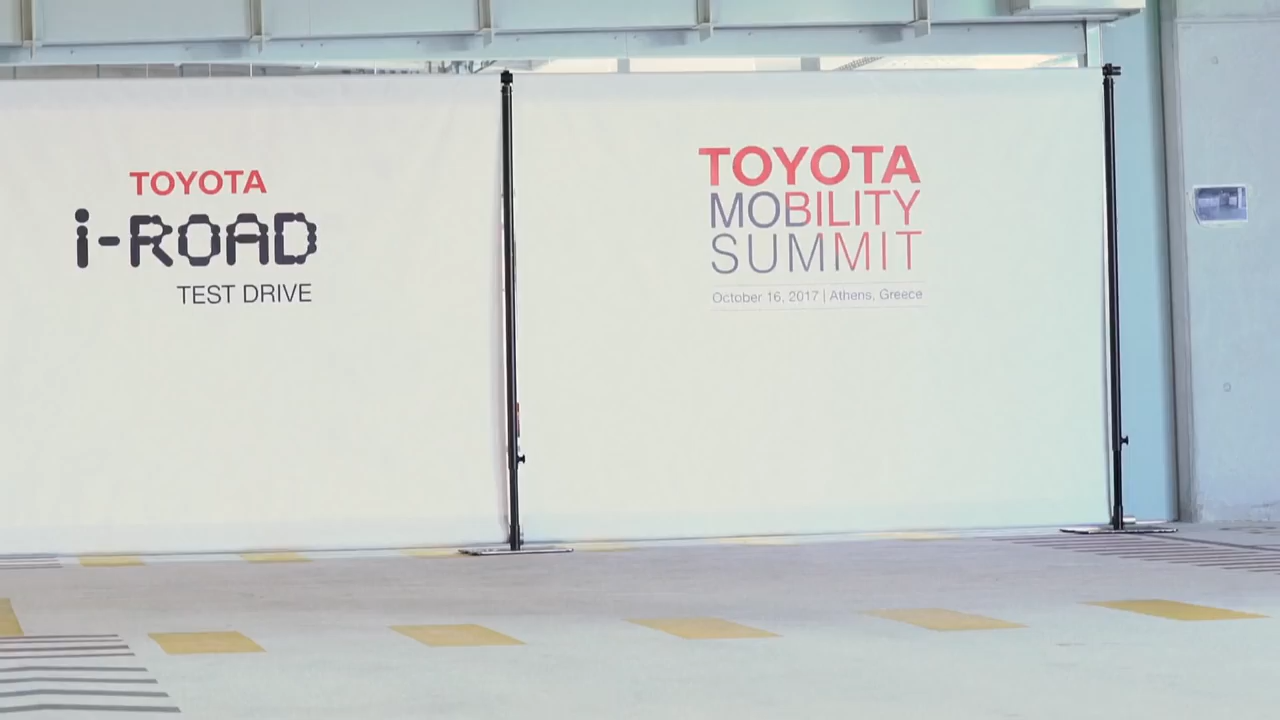 TOYOTA
i-ROAD
TEST DRIVE
TOYOTA
MOBILITY
SUMMIT
October 16, 2017 | Athens, Greece